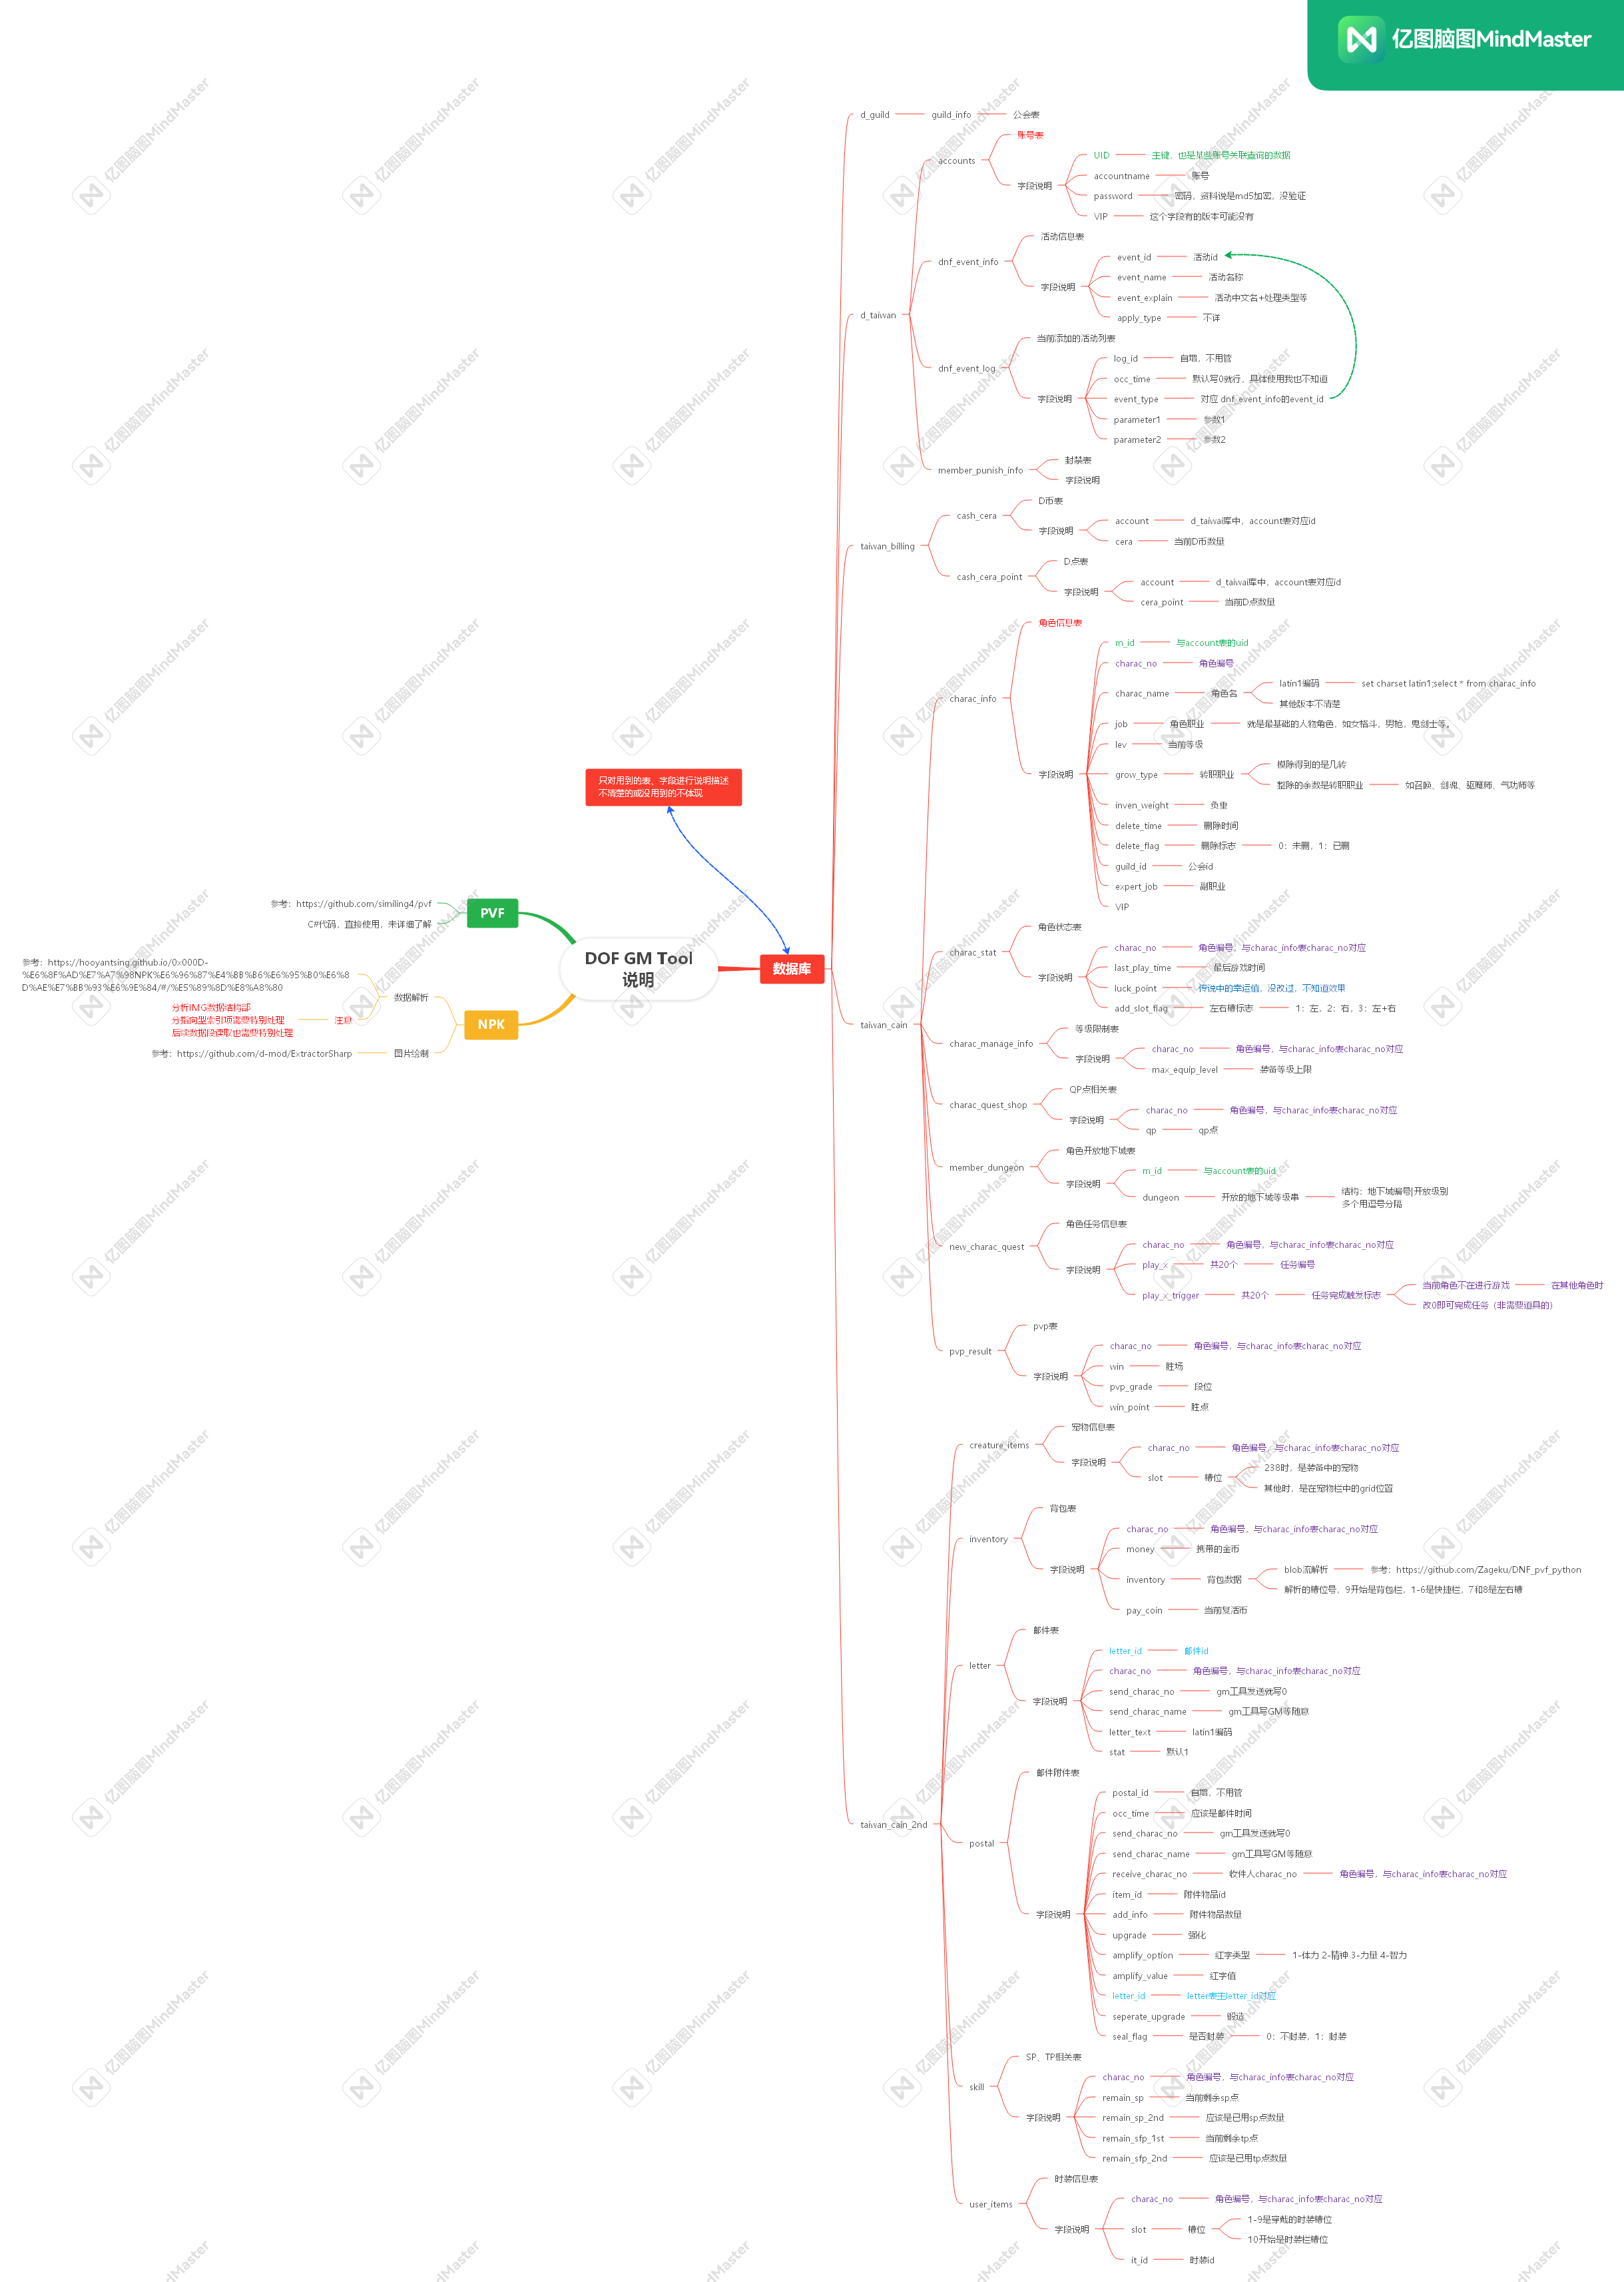 亿图脑图MindMaster
DOF GM Tool
说明
PVF
参考：https://github.com/similing4/pvf
C#代码，直接使用，未详细了解
NPK
数据解析
参考：https://hooyantsing.github.io/0x000D-
%E6%8F%AD%E7%A7%98NPK%E6%96%87%E4%BB%B6%E6%95%B0%E6%8
D%AE%E7%BB%93%E6%9E%84/#/%E5%89%8D%E8%A8%80
注意
分析IMG数据结构部
分指向型索引项需要特别处理
后续数据段读取也需要特别处理
图片绘制
参考：https://github.com/d-mod/ExtractorSharp
只对用到的表、字段进行说明描述
不清楚的或没用到的不体现
数据库
d_guild
guild_info
公会表
d_taiwan
accounts
账号表
字段说明
UID
主键，也是某些账号关联查询的数据
accountname
账号
password
密码，资料说是md5加密，没验证
VIP
这个字段有的版本可能没有
dnf_event_info
活动信息表
字段说明
event_id
活动id
event_name
活动名称
event_explain
活动中文名+处理类型等
apply_type
不详
dnf_event_log
当前添加的活动列表
字段说明
log_id
自增，不用管
occ_time
默认写0就行，具体使用我也不知道
event_type
对应 dnf_event_info的event_id
parameter1
参数1
parameter2
参数2
member_punish_info
封禁表
字段说明
taiwan_billing
cash_cera
D币表
字段说明
account
d_taiwai库中，account表对应id
cera
当前D币数量
cash_cera_point
D点表
字段说明
account
d_taiwai库中，account表对应id
cera_point
当前D点数量
taiwan_cain
charac_info
角色信息表
字段说明
m_id
与account表的uid
charac_no
角色编号
charac_name
角色名
latin1编码
set charset latin1;select * from charac_info
其他版本不清楚
job
角色职业
就是最基础的人物角色，如女格斗，男枪，鬼剑士等。
lev
当前等级
grow_type
转职职业
模除得到的是几转
整除的余数是转职职业
如召唤、剑魂、驱魔师、气功师等
inven_weight
负重
delete_time
删除时间
delete_flag
删除标志
0：未删，1：已删
guild_id
公会id
expert_job
副职业
VIP
charac_stat
角色状态表
字段说明
charac_no
角色编号，与charac_info表charac_no对应
last_play_time
最后游戏时间
luck_point
传说中的幸运值，没改过，不知道效果
add_slot_flag
左右槽标志
1：左，2：右，3：左+右
charac_manage_info
等级限制表
字段说明
charac_no
角色编号，与charac_info表charac_no对应
max_equip_level
装备等级上限
charac_quest_shop
QP点相关表
字段说明
charac_no
角色编号，与charac_info表charac_no对应
qp
qp点
member_dungeon
角色开放地下城表
字段说明
m_id
与account表的uid
dungeon
开放的地下城等级串
结构：地下城编号|开放级别
多个用逗号分隔
new_charac_quest
角色任务信息表
字段说明
charac_no
角色编号，与charac_info表charac_no对应
play_x
共20个
任务编号
play_x_trigger
共20个
任务完成触发标志
当前角色不在进行游戏
在其他角色时
改0即可完成任务（非需要道具的）
pvp_result
pvp表
字段说明
charac_no
角色编号，与charac_info表charac_no对应
win
胜场
pvp_grade
段位
win_point
胜点
taiwan_cain_2nd
creature_items
宠物信息表
字段说明
charac_no
角色编号，与charac_info表charac_no对应
slot
槽位
238时，是装备中的宠物
其他时，是在宠物栏中的grid位置
inventory
背包表
字段说明
charac_no
角色编号，与charac_info表charac_no对应
money
携带的金币
inventory
背包数据
blob流解析
参考：https://github.com/Zageku/DNF_pvf_python
解析的槽位号，9开始是背包栏，1-6是快捷栏，7和8是左右槽
pay_coin
当前复活币
letter
邮件表
字段说明
letter_id
邮件id
charac_no
角色编号，与charac_info表charac_no对应
send_charac_no
gm工具发送就写0
send_charac_name
gm工具写GM等随意
letter_text
latin1编码
stat
默认1
postal
邮件附件表
字段说明
postal_id
自增，不用管
occ_time
应该是邮件时间
send_charac_no
gm工具发送就写0
send_charac_name
gm工具写GM等随意
receive_charac_no
收件人charac_no
角色编号，与charac_info表charac_no对应
item_id
附件物品id
add_info
附件物品数量
upgrade
强化
amplify_option
红字类型
1-体力 2-精神 3-力量 4-智力
amplify_value
红字值
letter_id
letter表主letter_id对应
seperate_upgrade
锻造
seal_flag
是否封装
0：不封装，1：封装
skill
SP、TP相关表
字段说明
charac_no
角色编号，与charac_info表charac_no对应
remain_sp
当前剩余sp点
remain_sp_2nd
应该是已用sp点数量
remain_sfp_1st
当前剩余tp点
remain_sfp_2nd
应该是已用tp点数量
user_items
时装信息表
字段说明
charac_no
角色编号，与charac_info表charac_no对应
slot
槽位
1-9是穿戴的时装槽位
10开始是时装栏槽位
it_id
时装id